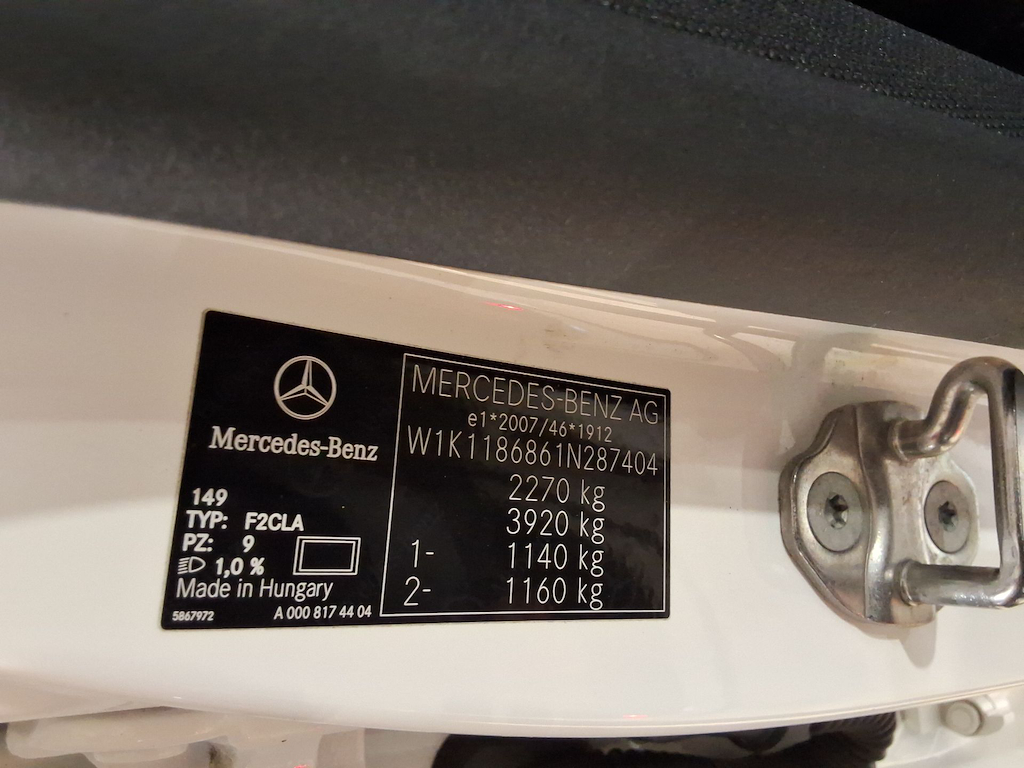 Mercedes-Benz
149
TYP: F2CLA
PZ: 9
1,0 %
Made in Hungary
5867972 A 000 817 44 04
MERCEDES-BENZ AG
e1*2007/46*1912
W1K1186861N287404
2270 kg
3920 kg
1- 1140 kg
2- 1160 kg